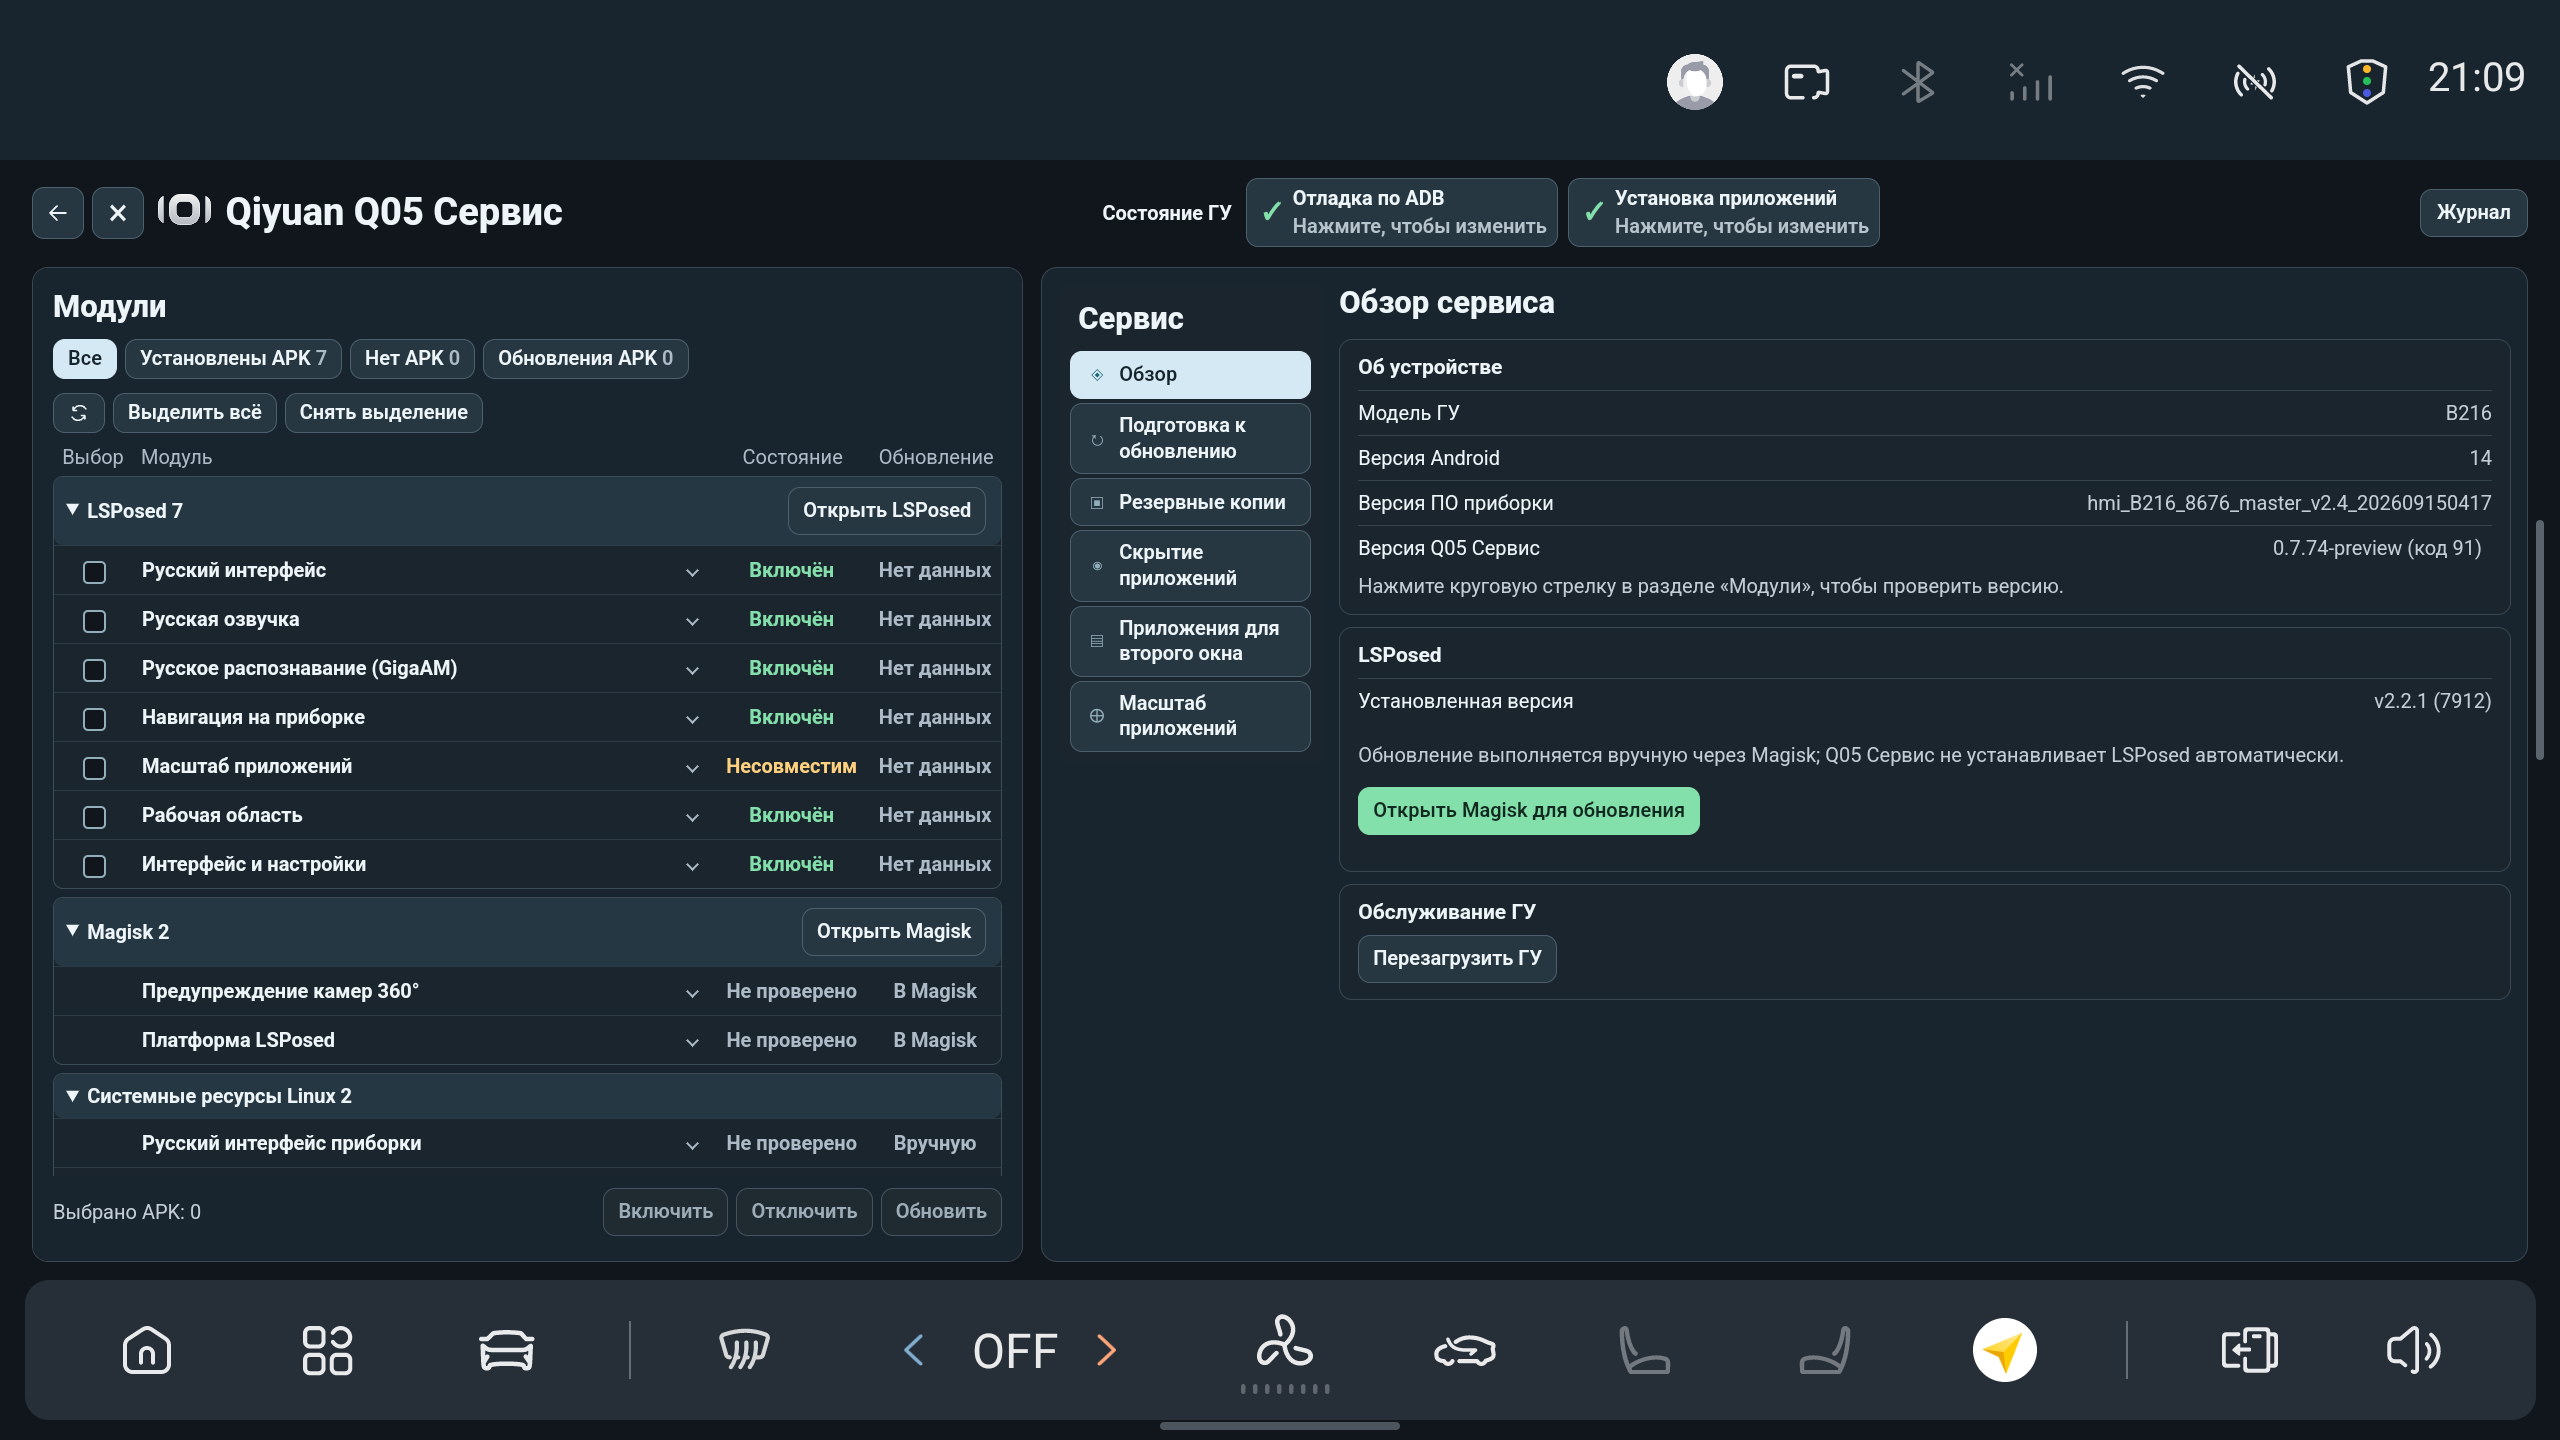 21:09
Qiyuan Q05 Сервис
Состояние ГУ
Отладка по ADB
Нажмите, чтобы изменить
Установка приложений
Нажмите, чтобы изменить
Журнал
Модули
Все
Установлены APK 7
Нет APK 0
Обновления APK 0
Выделить всё
Снять выделение
Выбор Модуль Состояние Обновление
LSPosed 7
Открыть LSPosed
Русский интерфейс Включён Нет данных
Русская озвучка Включён Нет данных
Русское распознавание (GigaAM) Включён Нет данных
Навигация на приборке Включён Нет данных
Масштаб приложений Несовместим Нет данных
Рабочая область Включён Нет данных
Интерфейс и настройки Включён Нет данных
Magisk 2
Открыть Magisk
Предупреждение камер 360° Не проверено В Magisk
Платформа LSPosed Не проверено В Magisk
Системные ресурсы Linux 2
Русский интерфейс приборки Не проверено Вручную
Выбрано APK: 0
Включить
Отключить
Обновить
Сервис
Обзор
Подготовка к
обновлению
Резервные копии
Скрытие
приложений
Приложения для
второго окна
Масштаб
приложений
Обзор сервиса
Об устройстве
Модель ГУ B216
Версия Android 14
Версия ПО приборки hmi_B216_8676_master_v2.4_202609150417
Версия Q05 Сервис 0.7.74-preview (код 91)
Нажмите круговую стрелку в разделе «Модули», чтобы проверить версию.
LSPosed
Установленная версия v2.2.1 (7912)
Обновление выполняется вручную через Magisk; Q05 Сервис не устанавливает LSPosed автоматически.
Открыть Magisk для обновления
Обслуживание ГУ
Перезагрузить ГУ
OFF